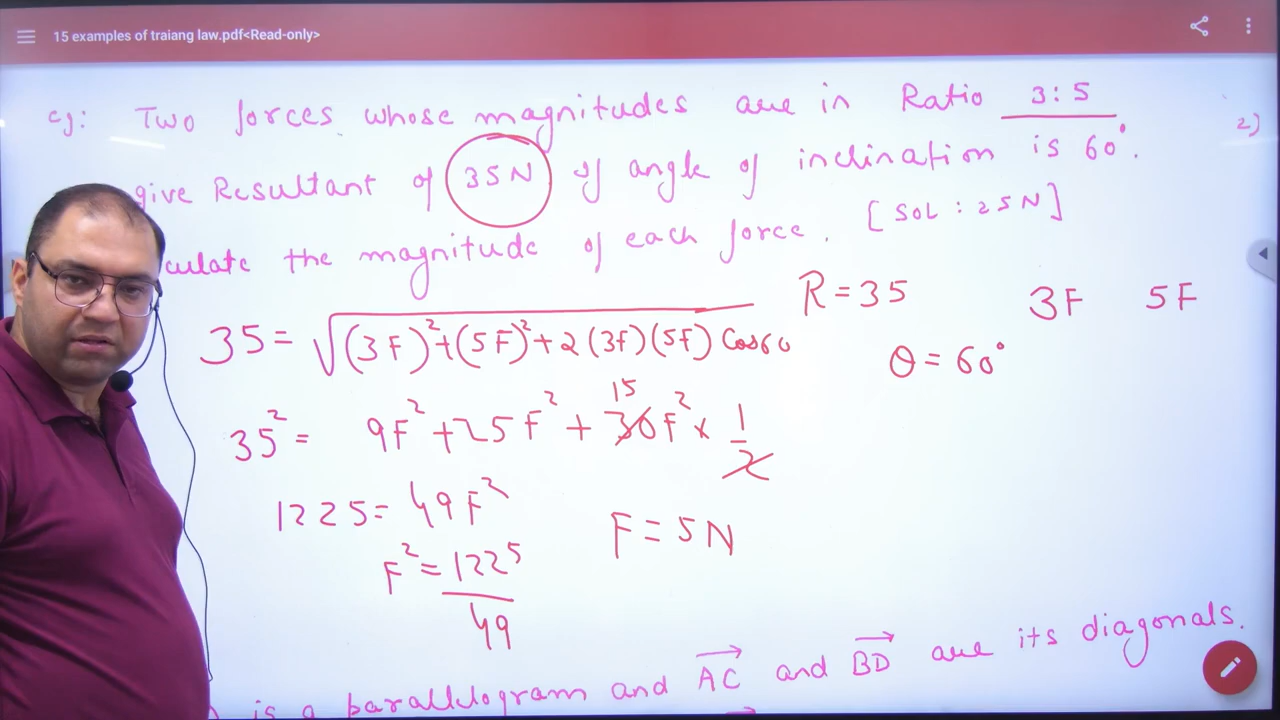 15 examples of traiang law.pdf<Read-only>
eg: Two forces whose magnitudes are in Ratio 3:5
give Resultant of 35N if angle of inclination is 60°.
culate the magnitude of each force. [SOL : 25N]
2)
R = 35 3F 5F
35 = √(3F)²+(5F)²+2(3F)(5F) Cos60
θ = 60°
35² = 9F² + 25F² + 30F² × 1/2
15
1225 = 49F²
F = 5N
F² = 1225/49
is a parallelogram and AC and BD are its diagonals.